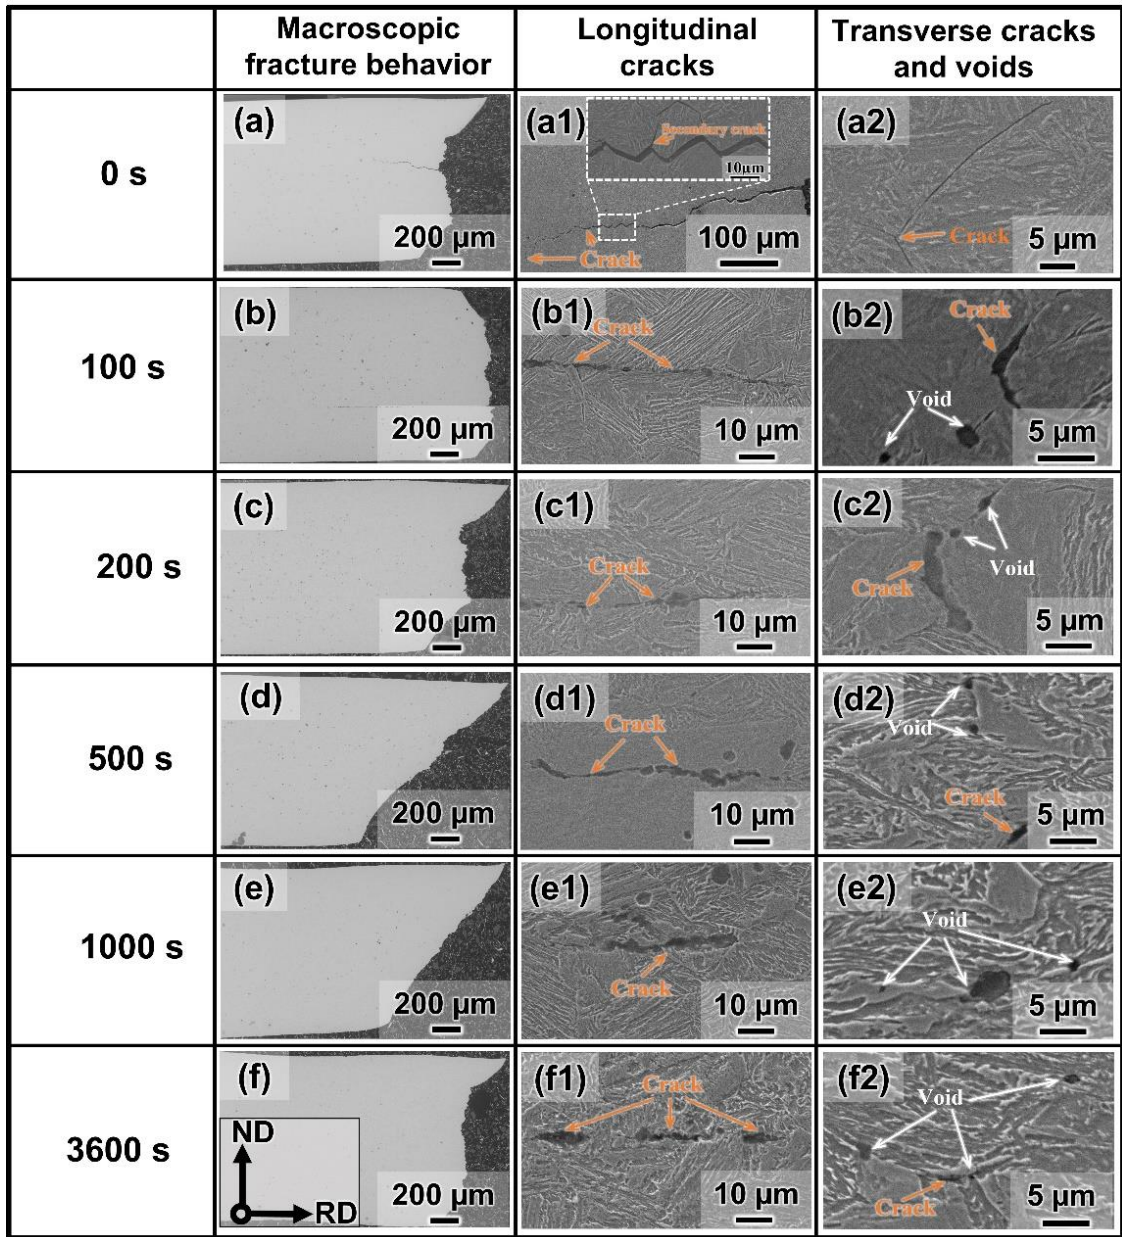 Macroscopic
fracture behavior
Longitudinal
cracks
Transverse cracks
and voids
0 s
(a)
200 µm
(a1)
Secondary crack
10µm
Crack
100 µm
(a2)
Crack
5 µm
100 s
(b)
200 µm
(b1)
Crack
10 µm
(b2)
Crack
Void
5 µm
200 s
(c)
200 µm
(c1)
Crack
10 µm
(c2)
Void
Crack
5 µm
500 s
(d)
200 µm
(d1)
Crack
10 µm
(d2)
Void
Crack
5 µm
1000 s
(e)
200 µm
(e1)
Crack
10 µm
(e2)
Void
5 µm
3600 s
(f)
ND
RD
200 µm
(f1)
Crack
10 µm
(f2)
Void
Crack
5 µm